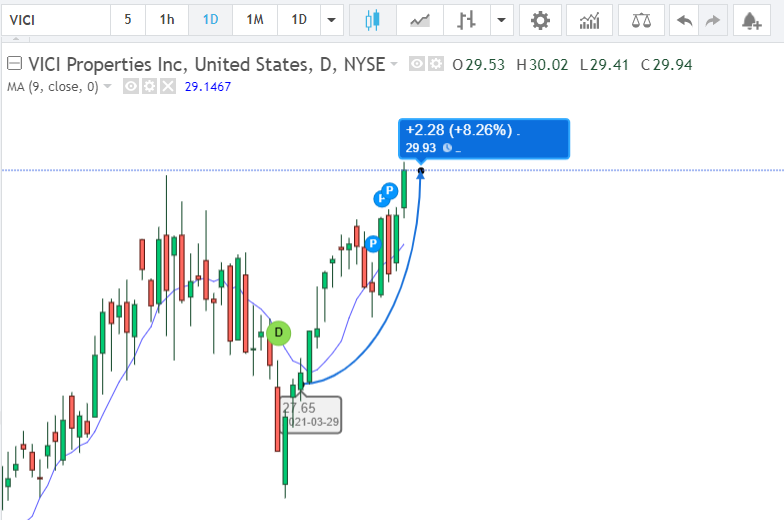 VICI 5 1h 1D 1M 1D
VICI Properties Inc, United States, D, NYSE O29.53 H30.02 L29.41 C29.94
MA (9, close, 0) 29.1467
+2.28 (+8.26%) .
29.93 _
P
P
D
27.65
2021-03-29